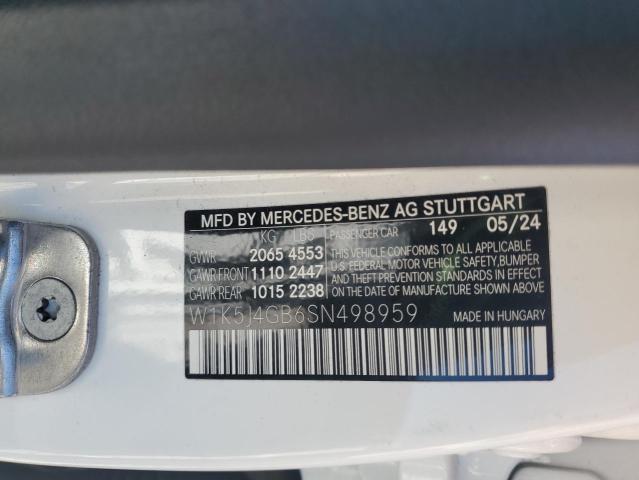 MFD BY MERCEDES-BENZ AG STUTTGART
KG LBS PASSENGER CAR 149 05/24
GVWR 2065 4553
GAWR FRONT 1110 2447
GAWR REAR 1015 2238
THIS VEHICLE CONFORMS TO ALL APPLICABLE
U.S. FEDERAL MOTOR VEHICLE SAFETY,BUMPER
AND THEFT PREVENTION STANDARDS IN EFFECT
ON THE DATE OF MANUFACTURE SHOWN ABOVE.
W1K5J4GB6SN498959
MADE IN HUNGARY